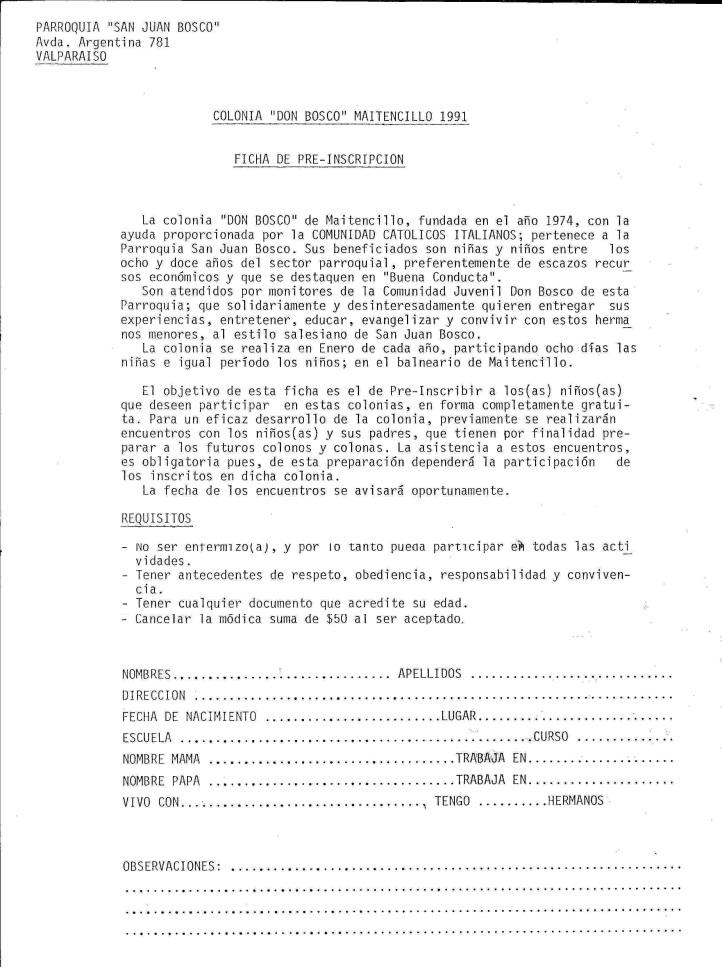 PARROQUIA "SAN JUAN BOSCO"
Avda. Argentina 781
VALPARAISO
COLONIA "DON BOSCO" MAITENCILLO 1991
FICHA DE PRE-INSCRIPCION
La colonia "DON BOSCO" de Maitencillo, fundada en el año 1974, con la
ayuda proporcionada por la COMUNIDAD CATOLICOS ITALIANOS; pertenece a la
Parroquia San Juan Bosco. Sus beneficiados son niñas y niños entre los
ocho y doce años del sector parroquial, preferentemente de escazos recur
sos económicos y que se destaquen en "Buena Conducta".
Son atendidos por monitores de la Comunidad Juvenil Don Bosco de esta
Parroquia; que solidariamente y desinteresadamente quieren entregar sus
experiencias, entretener, educar, evangelizar y convivir con estos herma
nos menores, al estilo salesiano de San Juan Bosco.
La colonia se realiza en Enero de cada año, participando ocho días las
niñas e igual período los niños; en el balneario de Maitencillo.
El objetivo de esta ficha es el de Pre-Inscribir a los(as) niños(as)
que deseen participar en estas colonias, en forma completamente gratui-
ta. Para un eficaz desarrollo de la colonia, previamente se realizarán
encuentros con los niños(as) y sus padres, que tienen por finalidad pre-
parar a los futuros colonos y colonas. La asistencia a estos encuentros,
es obligatoria pues, de esta preparación dependerá la participación de
los inscritos en dicha colonia.
La fecha de los encuentros se avisará oportunamente.
REQUISITOS
- No ser enfermizo(a), y por lo tanto pueda participar en todas las acti
vidades.
- Tener antecedentes de respeto, obediencia, responsabilidad y conviven-
cia.
- Tener cualquier documento que acredite su edad.
- Cancelar la módica suma de $50 al ser aceptado.
NOMBRES............................... APELLIDOS .............................
DIRECCION ....................................................................
FECHA DE NACIMIENTO .........................LUGAR............................
ESCUELA ..................................................CURSO ..............
NOMBRE MAMA ...................................TRABAJA EN.....................
NOMBRE PAPA ...................................TRABAJA EN.....................
VIVO CON.................................., TENGO ..........HERMANOS
OBSERVACIONES: ................................................................
...............................................................................
...............................................................................
...............................................................................